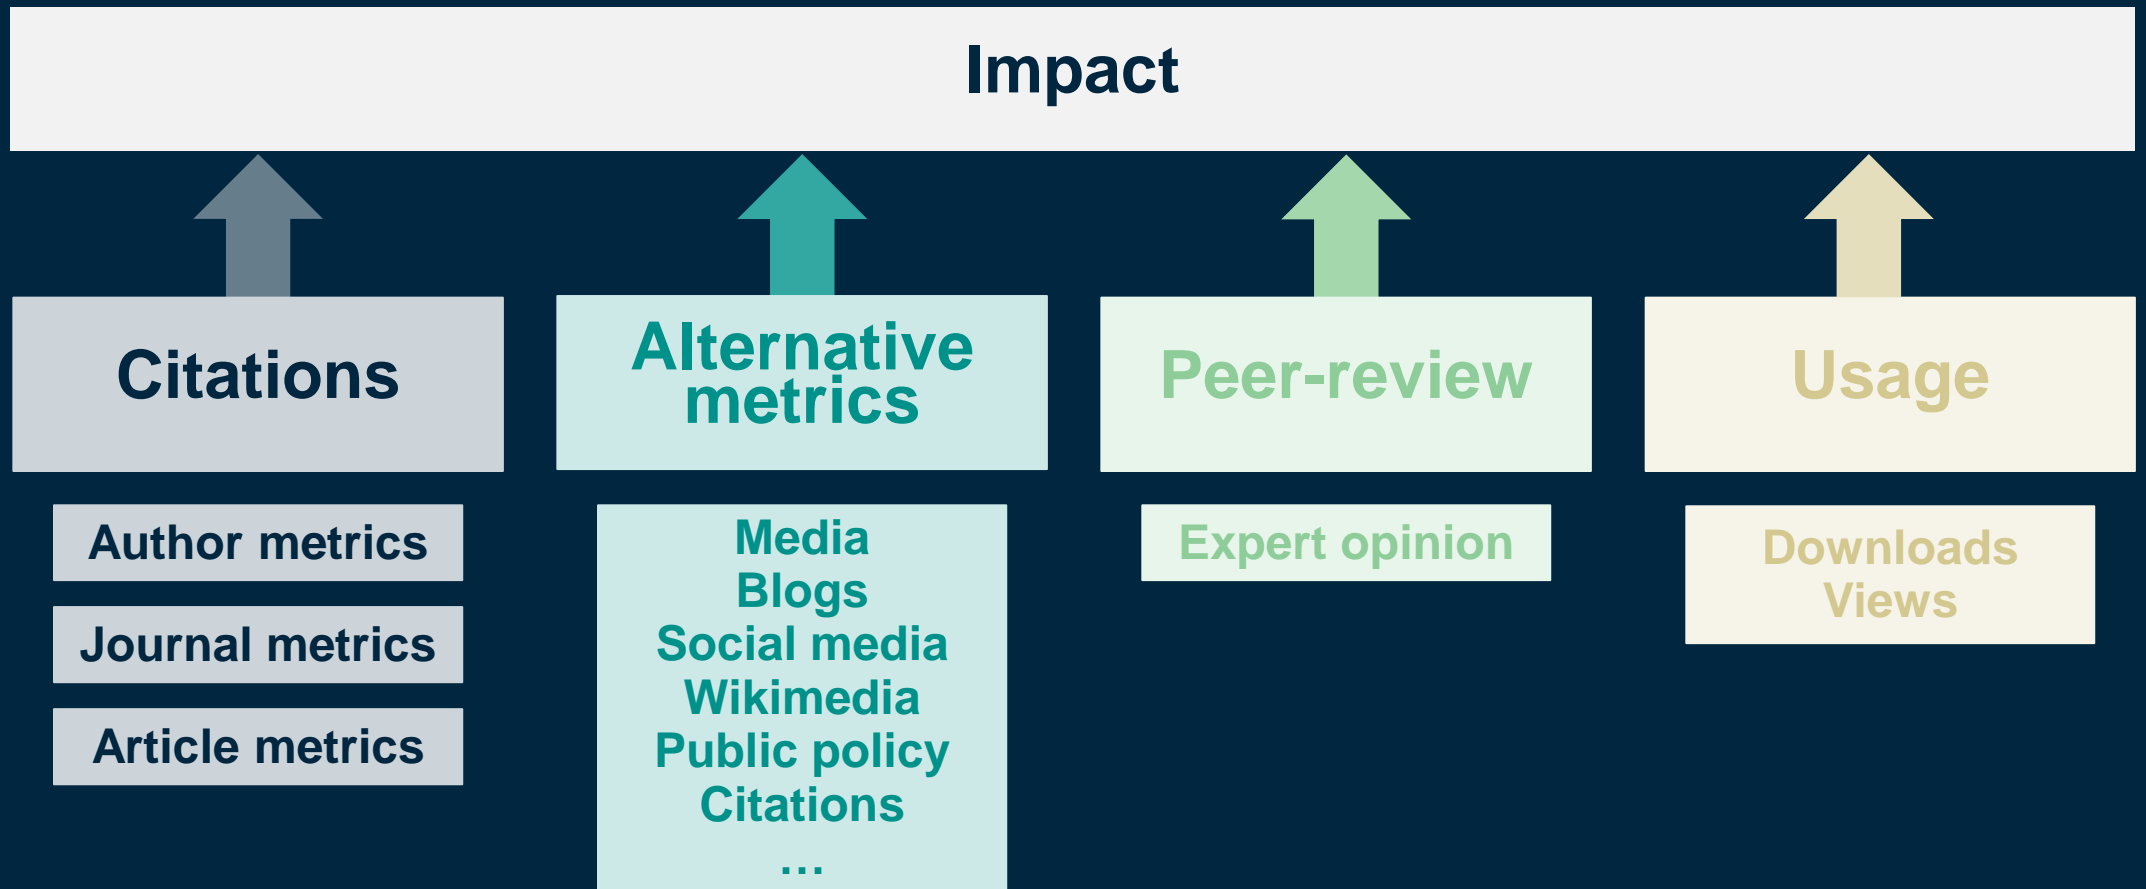 Impact
Citations
Author metrics
Journal metrics
Article metrics
Alternative
metrics
Media
Blogs
Social media
Wikimedia
Public policy
Citations
…
Peer-review
Expert opinion
Usage
Downloads
Views